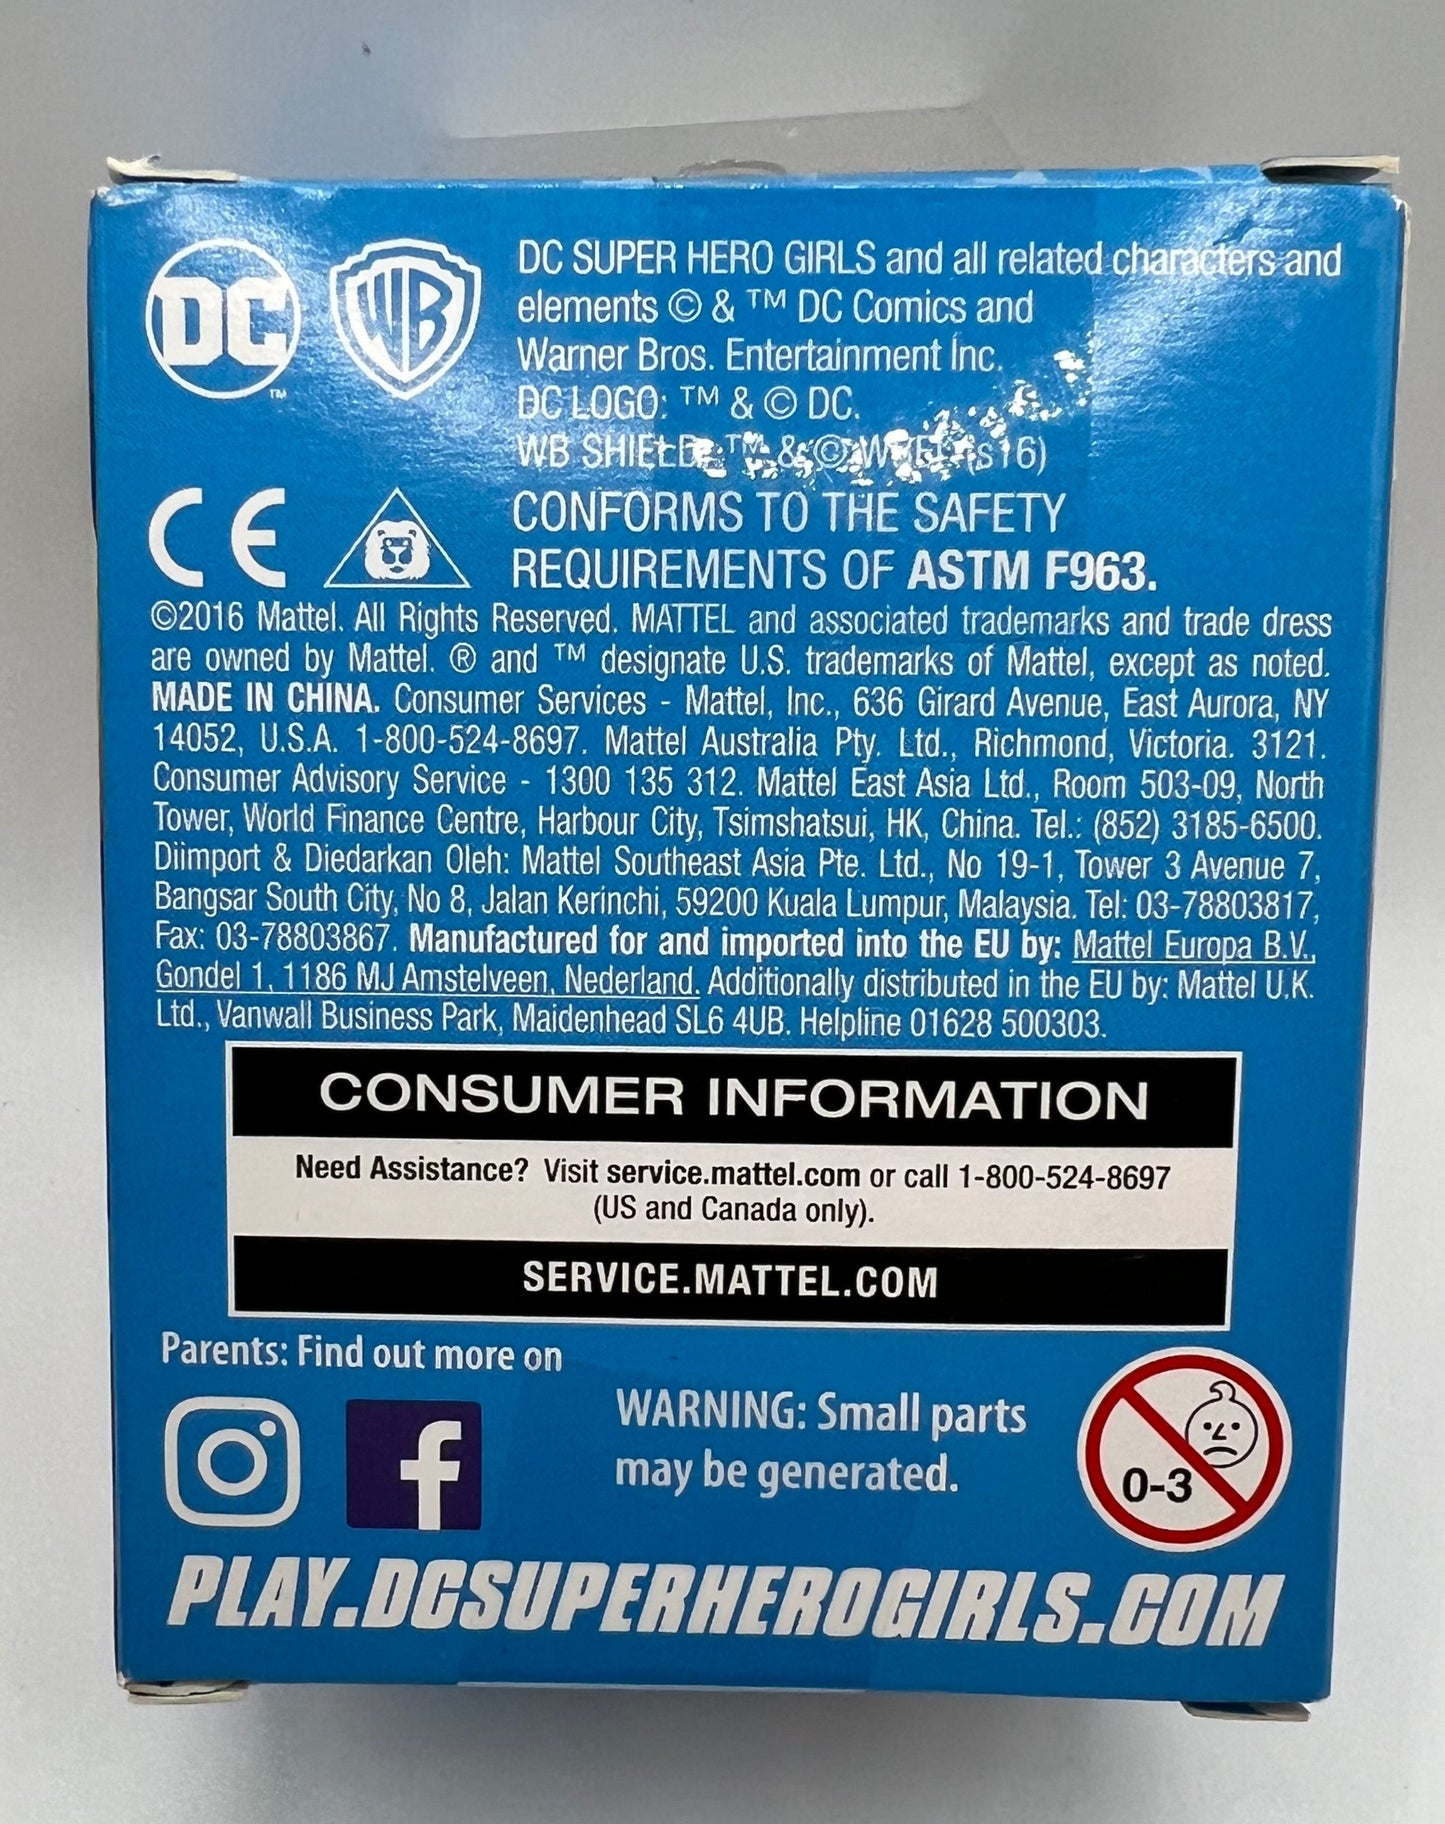 DC
TM
WB
DC SUPER HERO GIRLS and all related characters and
elements © & ™ DC Comics and
Warner Bros. Entertainment Inc.
DC LOGO: ™ & © DC.
WB SHIELD: ™ & © (s16)
CE
CONFORMS TO THE SAFETY
REQUIREMENTS OF ASTM F963.
©2016 Mattel. All Rights Reserved. MATTEL and associated trademarks and trade dress
are owned by Mattel. ® and ™ designate U.S. trademarks of Mattel, except as noted.
MADE IN CHINA. Consumer Services - Mattel, Inc., 636 Girard Avenue, East Aurora, NY
14052, U.S.A. 1-800-524-8697. Mattel Australia Pty. Ltd., Richmond, Victoria. 3121.
Consumer Advisory Service - 1300 135 312. Mattel East Asia Ltd., Room 503-09, North
Tower, World Finance Centre, Harbour City, Tsimshatsui, HK, China. Tel.: (852) 3185-6500.
Diimport & Diedarkan Oleh: Mattel Southeast Asia Pte. Ltd., No 19-1, Tower 3 Avenue 7,
Bangsar South City, No 8, Jalan Kerinchi, 59200 Kuala Lumpur, Malaysia. Tel: 03-78803817,
Fax: 03-78803867. Manufactured for and imported into the EU by: Mattel Europa B.V.,
Gondel 1, 1186 MJ Amstelveen, Nederland. Additionally distributed in the EU by: Mattel U.K.
Ltd., Vanwall Business Park, Maidenhead SL6 4UB. Helpline 01628 500303.
CONSUMER INFORMATION
Need Assistance? Visit service.mattel.com or call 1-800-524-8697
(US and Canada only).
SERVICE.MATTEL.COM
Parents: Find out more on
f
WARNING: Small parts
may be generated.
0-3
PLAY.DCSUPERHEROGIRLS.COM